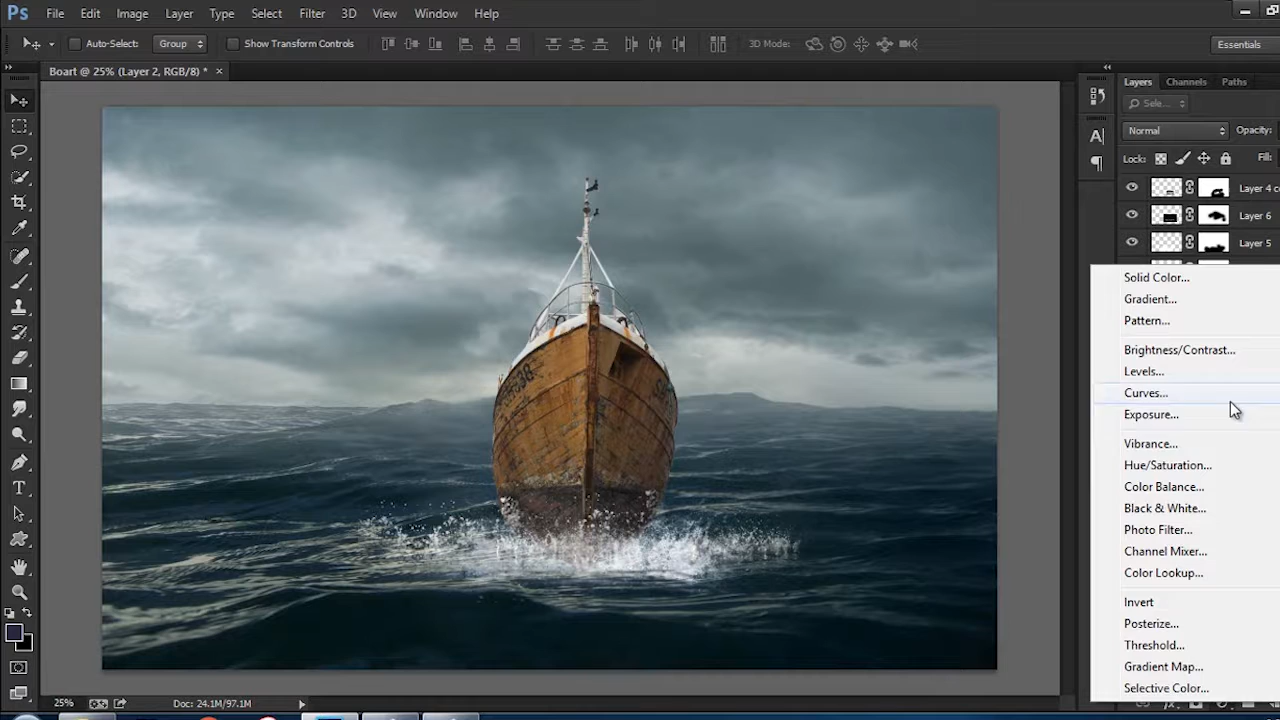 Ps File Edit Image Layer Type Select Filter 3D View Window Help
Auto-Select: Group Show Transform Controls 3D Mode: Essentials
Boart @ 25% (Layer 2, RGB/8) * ×
Layers Channels Paths
Sele...
Normal Opacity:
Lock: Fill:
Layer 4 c
Layer 6
Layer 5
Solid Color...
Gradient...
Pattern...
Brightness/Contrast...
Levels...
Curves...
Exposure...
Vibrance...
Hue/Saturation...
Color Balance...
Black & White...
Photo Filter...
Channel Mixer...
Color Lookup...
Invert
Posterize...
Threshold...
Gradient Map...
Selective Color...
25% Doc: 24.1M/97.1M